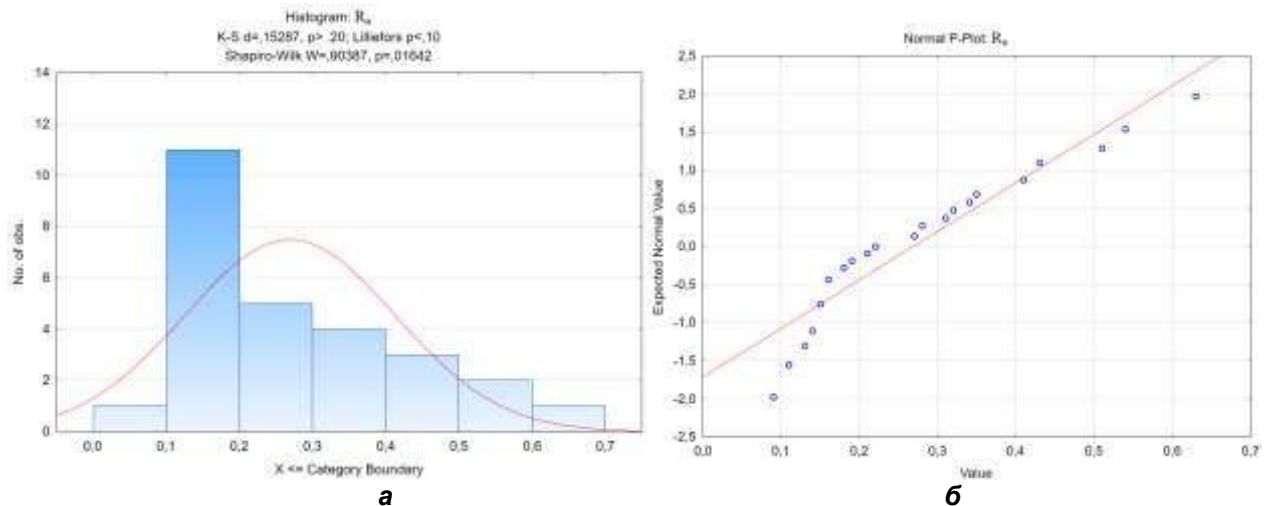 Histogram: Rₐ
K-S d=,15287, p> .20; Lilliefors p<,10
Shapiro-Wilk W=,90387, p=,01642
No. of obs.
14
12
10
8
6
4
2
0
0,0 0,1 0,2 0,3 0,4 0,5 0,6 0,7
X <= Category Boundary
а
Normal P-Plot: Rₐ
Expected Normal Value
2,5
2,0
1,5
1,0
0,5
0,0
-0,5
-1,0
-1,5
-2,0
-2,5
0,0 0,1 0,2 0,3 0,4 0,5 0,6 0,7
Value
б